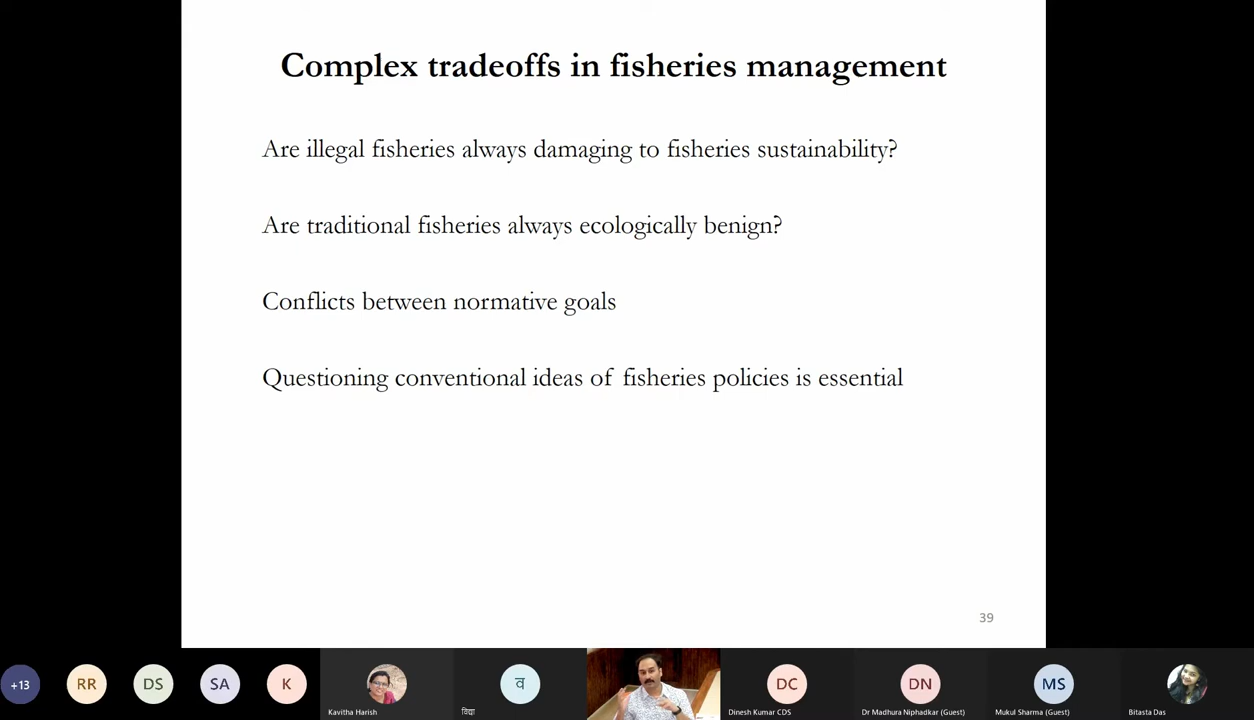 Complex tradeoffs in fisheries management
Are illegal fisheries always damaging to fisheries sustainability?
Are traditional fisheries always ecologically benign?
Conflicts between normative goals
Questioning conventional ideas of fisheries policies is essential
39
+13
RR
DS
SA
K
Kavitha Harish
व
विद्या
DC
Dinesh Kumar CDS
DN
Dr Madhura Niphadkar (Guest)
MS
Mukul Sharma (Guest)
Bitasta Das